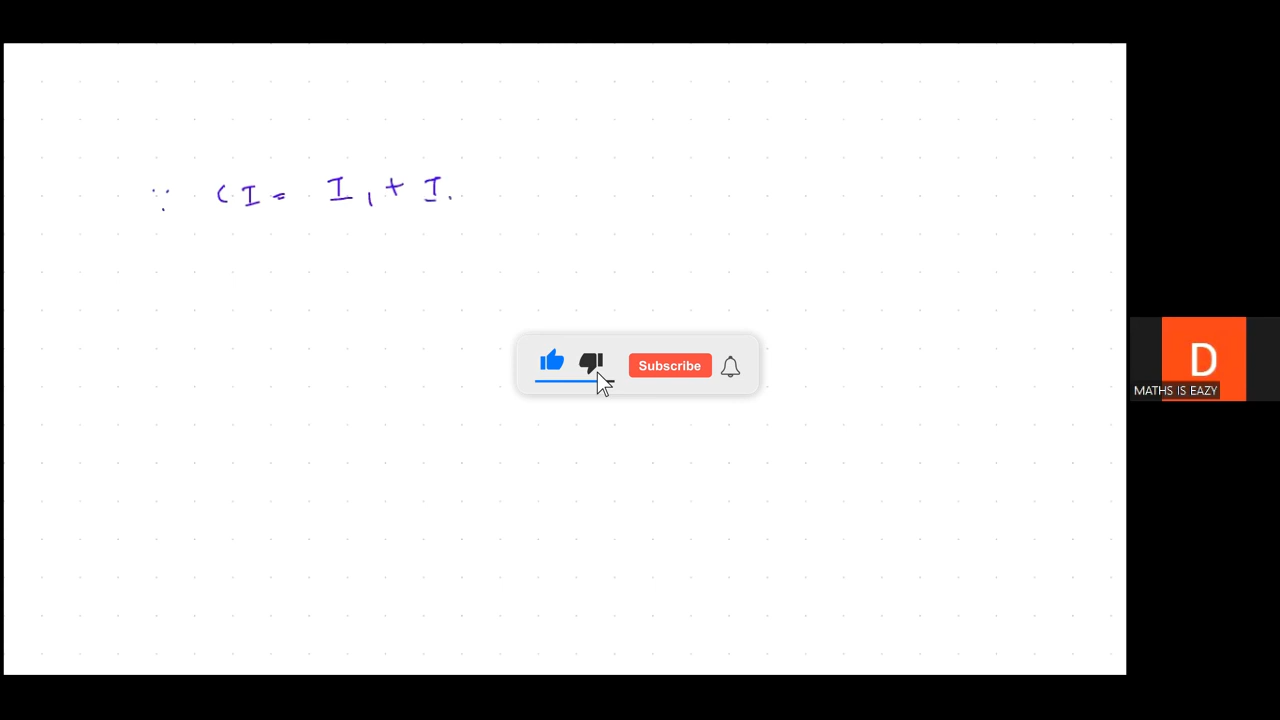 ∵ CI = I₁ + I.
Subscribe
D
MATHS IS EAZY